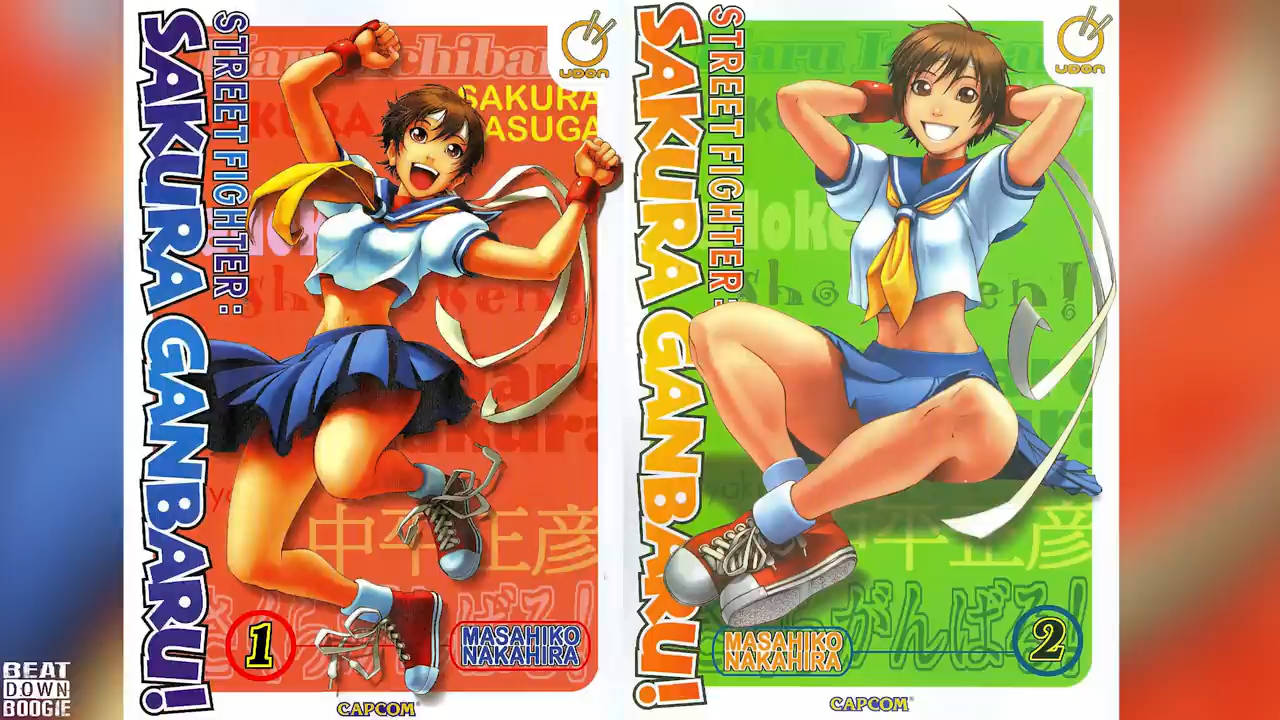 STREET FIGHTER:
SAKURA GANBARU!
UDON
SAKURA
KASUGA
中平正彦
1
MASAHIKO
NAKAHIRA
CAPCOM
STREET FIGHTER:
SAKURA GANBARU!
UDON
中平正彦
がんばる!
MASAHIKO
NAKAHIRA
2
CAPCOM
BEAT
DOWN
BOOGIE